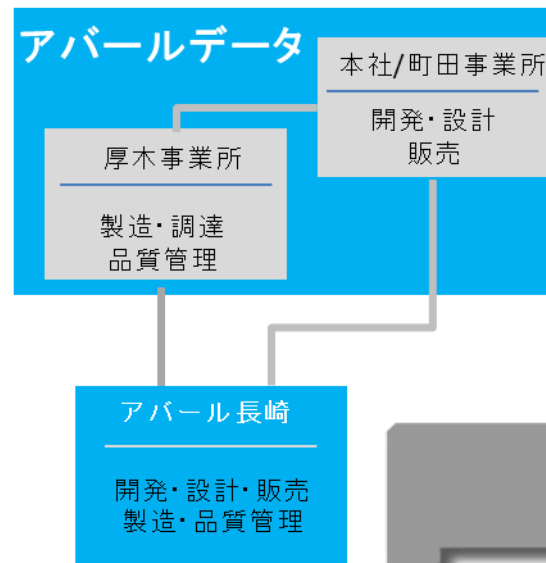 アバールデータ
本社/町田事業所
開発・設計
販売
厚木事業所
製造・調達
品質管理
アバール長崎
開発・設計・販売
製造・品質管理